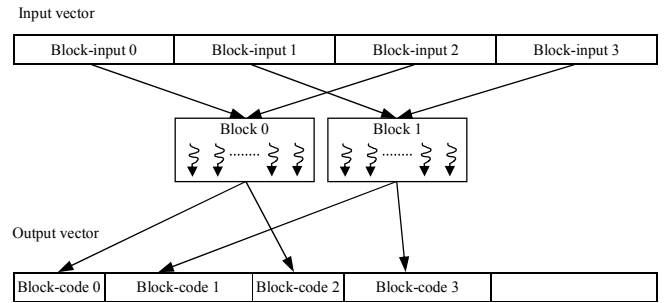 Input vector
Block-input 0 Block-input 1 Block-input 2 Block-input 3
Block 0 Block 1
Output vector
Block-code 0 Block-code 1 Block-code 2 Block-code 3